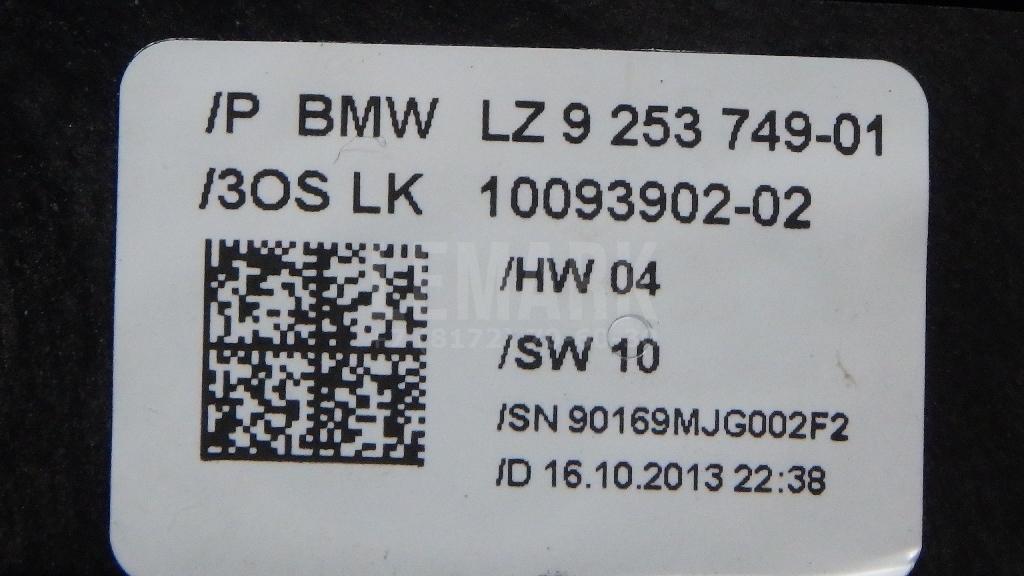 /P BMW LZ 9 253 749-01
/3OS LK 10093902-02
/HW 04
/SW 10
/SN 90169MJG002F2
/D 16.10.2013 22:38